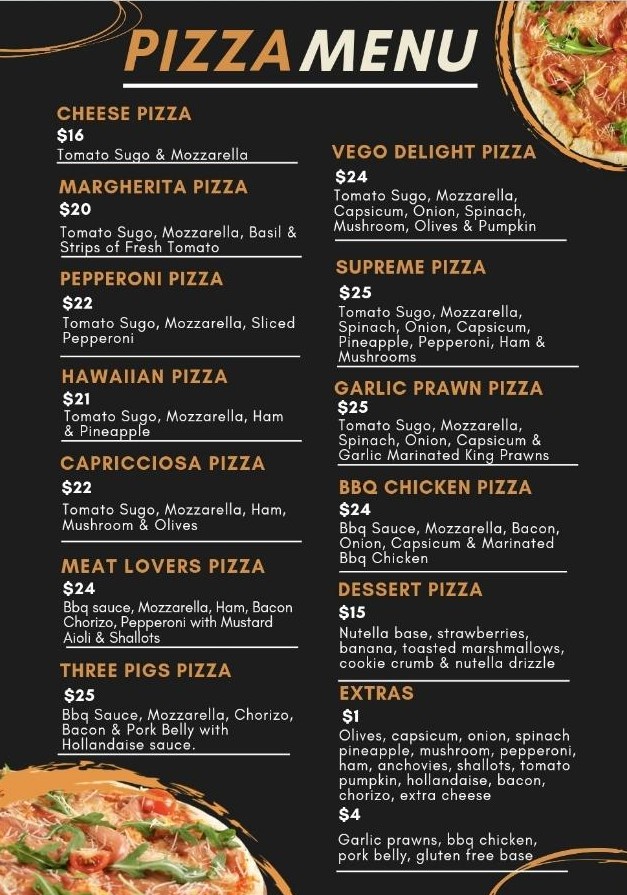 PIZZA MENU
CHEESE PIZZA
$16
Tomato Sugo & Mozzarella
MARGHERITA PIZZA
$20
Tomato Sugo, Mozzarella, Basil &
Strips of Fresh Tomato
PEPPERONI PIZZA
$22
Tomato Sugo, Mozzarella, Sliced
Pepperoni
HAWAIIAN PIZZA
$21
Tomato Sugo, Mozzarella, Ham
& Pineapple
CAPRICCIOSA PIZZA
$22
Tomato Sugo, Mozzarella, Ham,
Mushroom & Olives
MEAT LOVERS PIZZA
$24
Bbq sauce, Mozzarella, Ham, Bacon
Chorizo, Pepperoni with Mustard
Aioli & Shallots
THREE PIGS PIZZA
$25
Bbq Sauce, Mozzarella, Chorizo,
Bacon & Pork Belly with
Hollandaise sauce.
VEGO DELIGHT PIZZA
$24
Tomato Sugo, Mozzarella,
Capsicum, Onion, Spinach,
Mushroom, Olives & Pumpkin
SUPREME PIZZA
$25
Tomato Sugo, Mozzarella,
Spinach, Onion, Capsicum,
Pineapple, Pepperoni, Ham &
Mushrooms
GARLIC PRAWN PIZZA
$25
Tomato Sugo, Mozzarella,
Spinach, Onion, Capsicum &
Garlic Marinated King Prawns
BBQ CHICKEN PIZZA
$24
Bbq Sauce, Mozzarella, Bacon,
Onion, Capsicum & Marinated
Bbq Chicken
DESSERT PIZZA
$15
Nutella base, strawberries,
banana, toasted marshmallows,
cookie crumb & nutella drizzle
EXTRAS
$1
Olives, capsicum, onion, spinach
pineapple, mushroom, pepperoni,
ham, anchovies, shallots, tomato
pumpkin, hollandaise, bacon,
chorizo, extra cheese
$4
Garlic prawns, bbq chicken,
pork belly, gluten free base